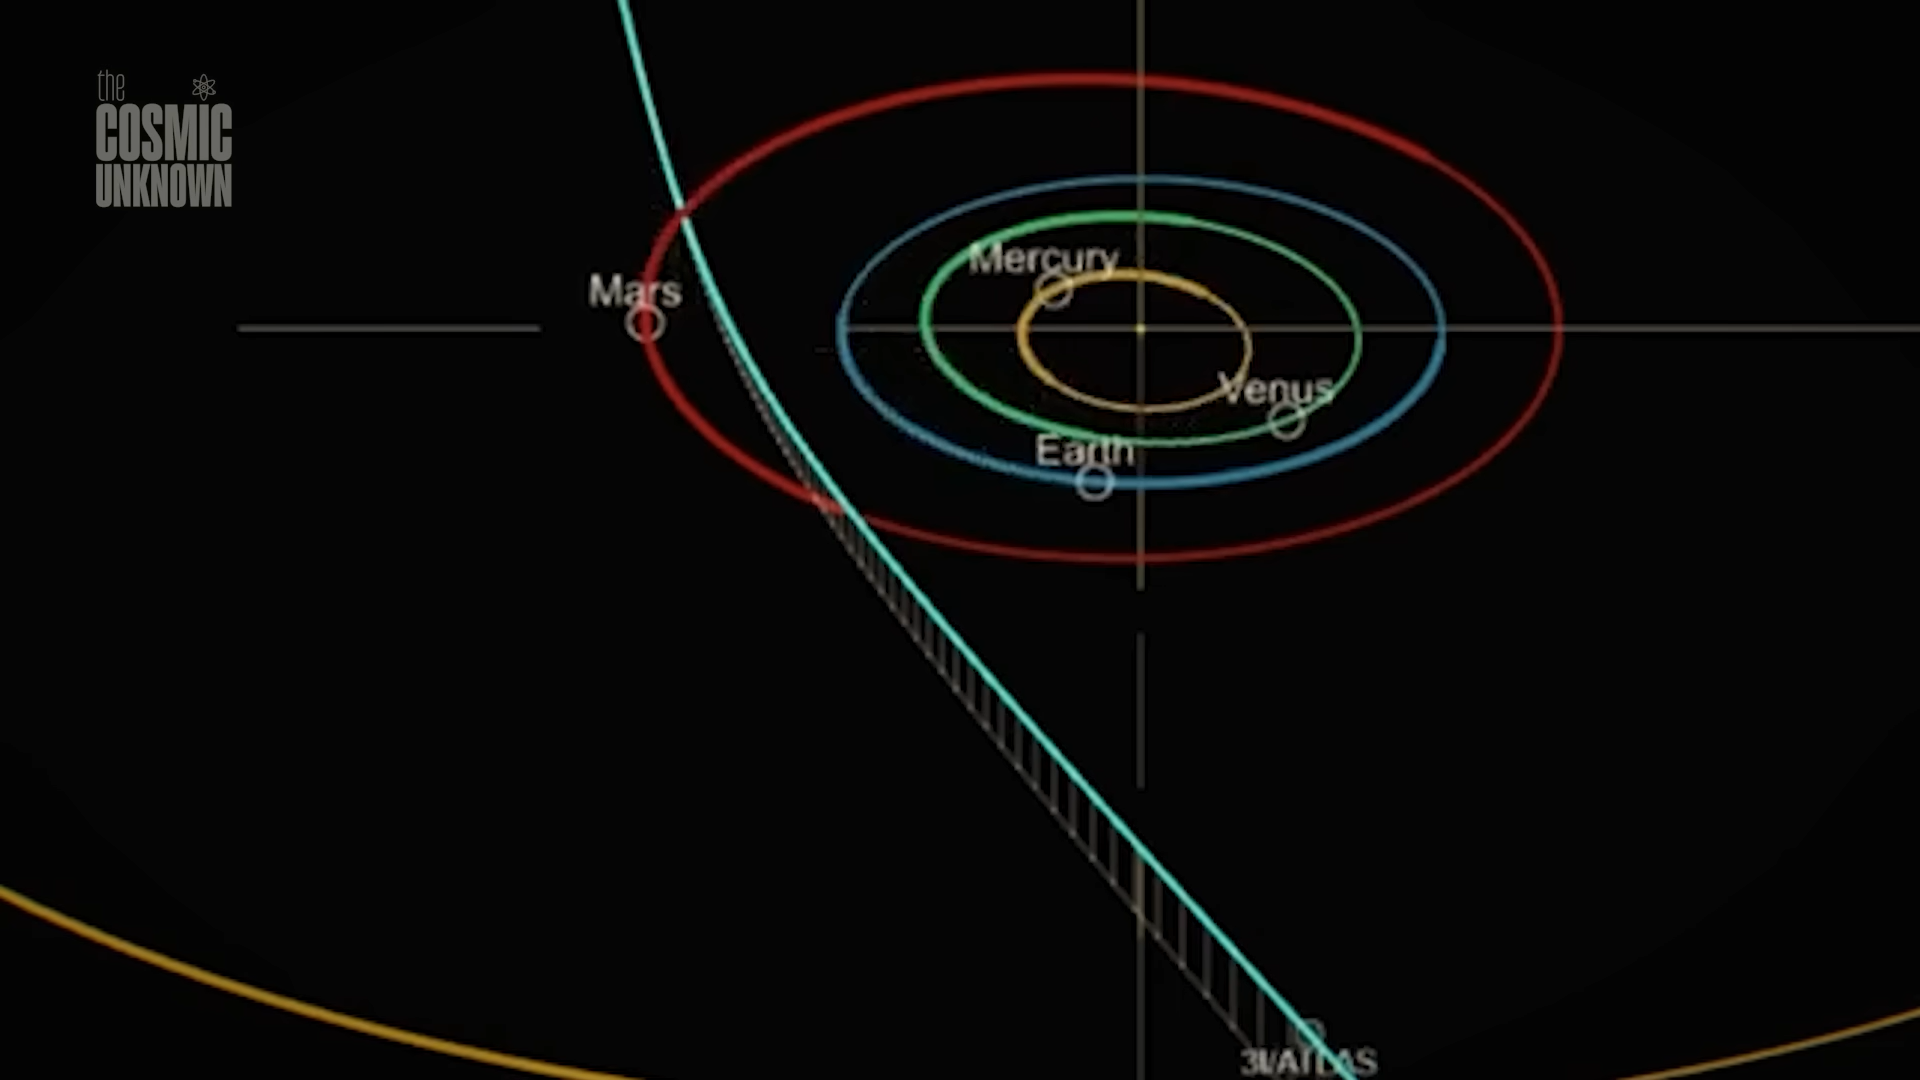 the
COSMIC
UNKNOWN
Mercury
Mars
Venus
Earth
3I/ATLAS